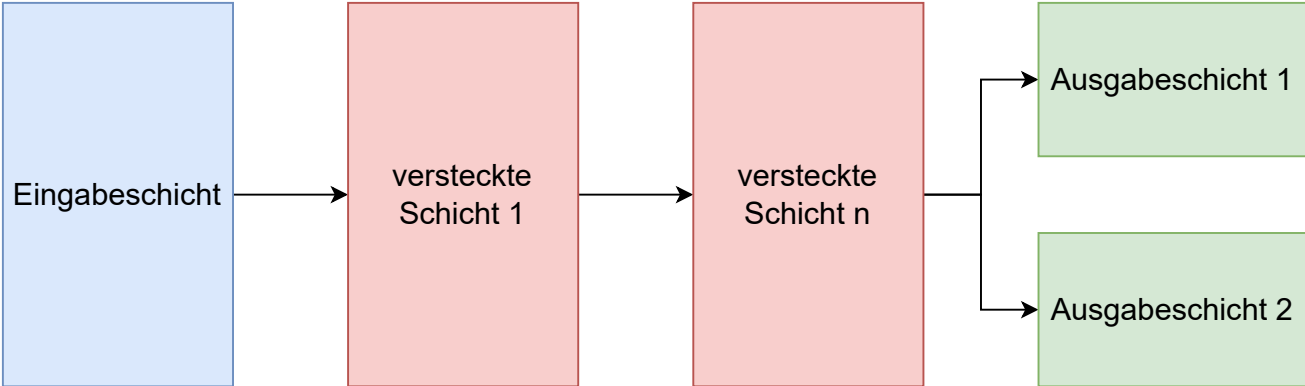 Eingabeschicht
versteckte
Schicht 1
versteckte
Schicht n
Ausgabeschicht 1
Ausgabeschicht 2